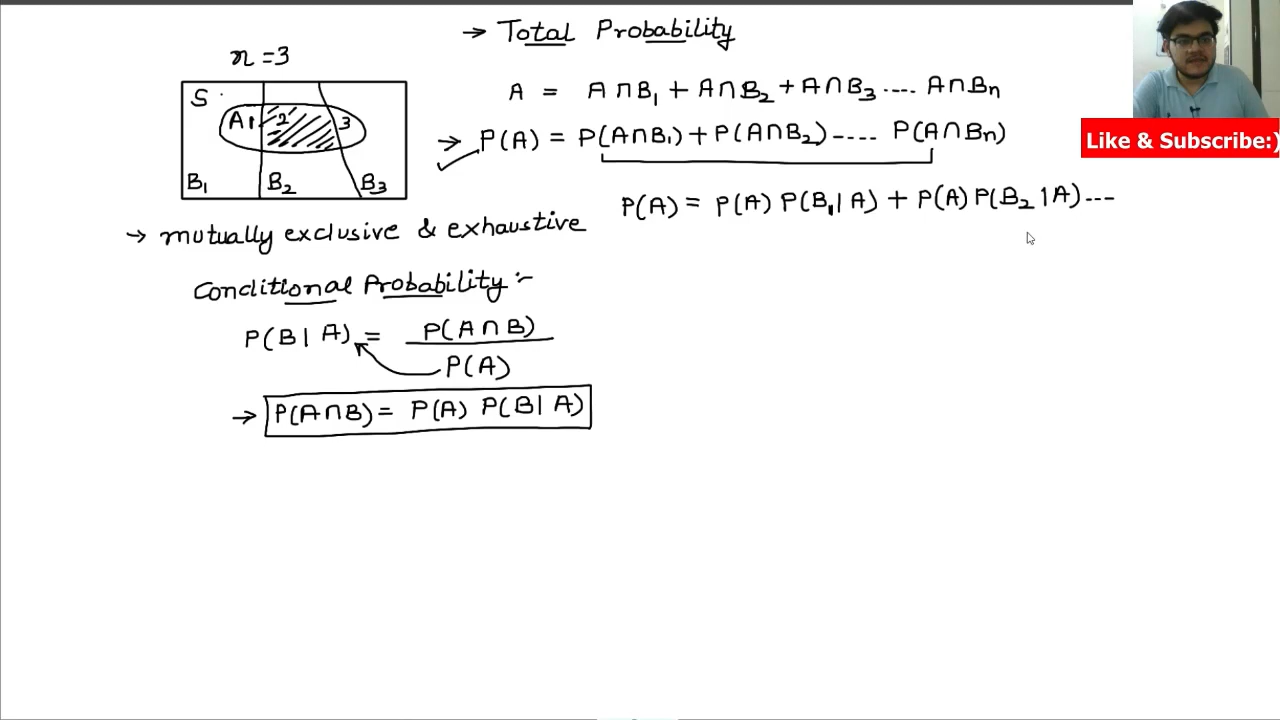 → Total Probability
n = 3
S
A 1 2 3
B₁ B₂ B₃
A = A∩B₁ + A∩B₂ + A∩B₃ .... A∩Bn
→ P(A) = P(A∩B₁) + P(A∩B₂) ---- P(A∩Bn)
P(A) = P(A) P(B₁|A) + P(A) P(B₂|A) ---
→ mutually exclusive & exhaustive
Conditional Probability :-
P(B|A) = P(A∩B)
P(A)
→ P(A∩B) = P(A) P(B|A)
Like & Subscribe:)